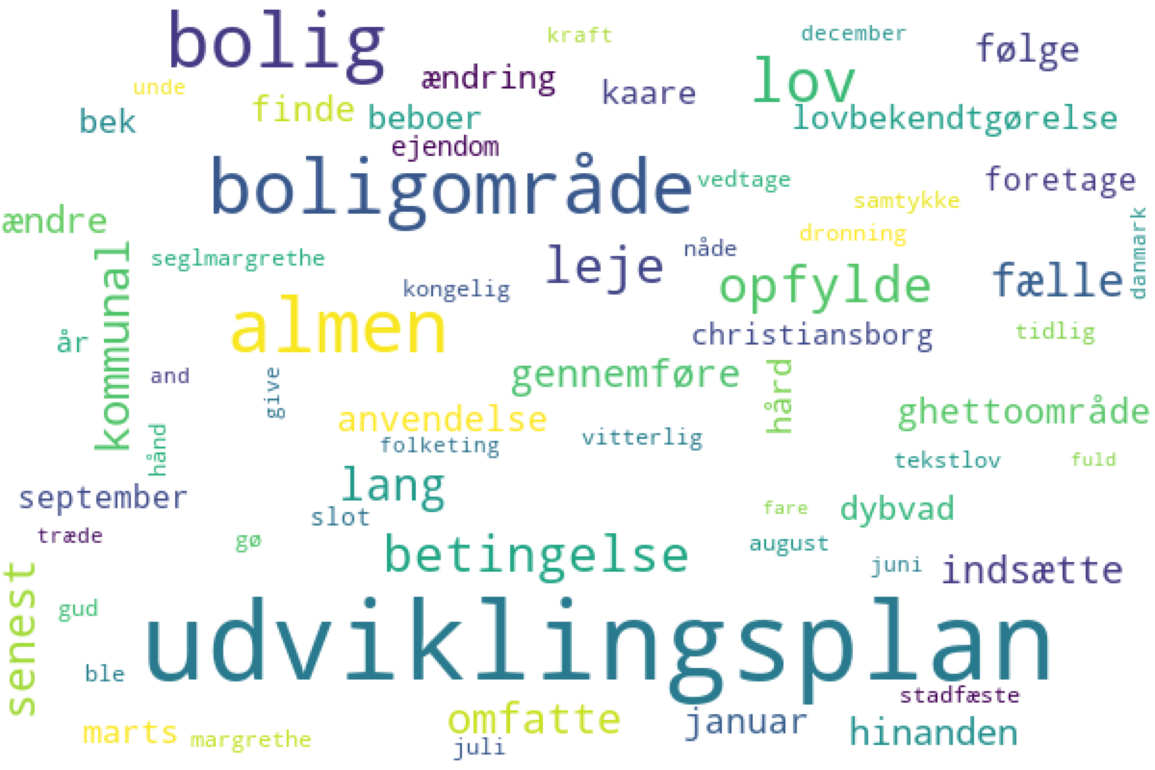 bolig
kraft
december
følge
ændring
unde
kaare
lov
finde
bek
beboer
lovbekendtgørelse
ejendom
boligområde
vedtage
foretage
samtykke
ændre
dronning
danmark
kommunal
seglmargrethe
leje
nåde
kongelig
opfylde
fælle
almen
år
christiansborg
tidlig
and
give
gennemføre
hård
anvendelse
ghettoområde
hånd
folketing
vitterlig
tekstlov
fuld
september
lang
slot
fare
dybvad
træde
gø
betingelse
august
juni
indsætte
senest
gud
udviklingsplan
ble
stadfæste
marts
margrethe
omfatte
januar
hinanden
juli